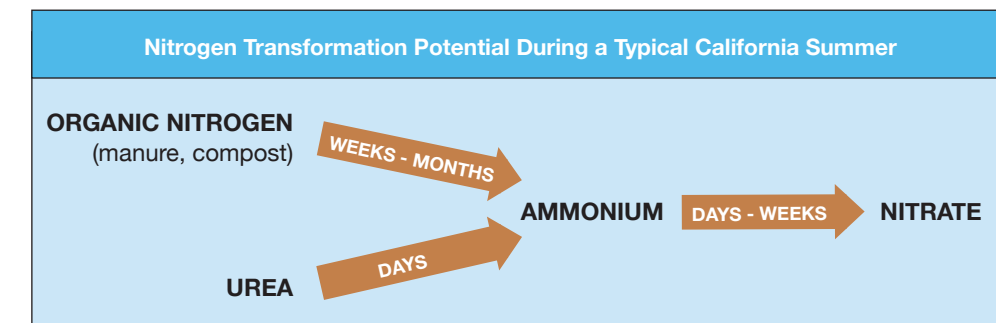 Nitrogen Transformation Potential During a Typical California Summer
ORGANIC NITROGEN
(manure, compost)
WEEKS - MONTHS
AMMONIUM
DAYS - WEEKS
NITRATE
DAYS
UREA